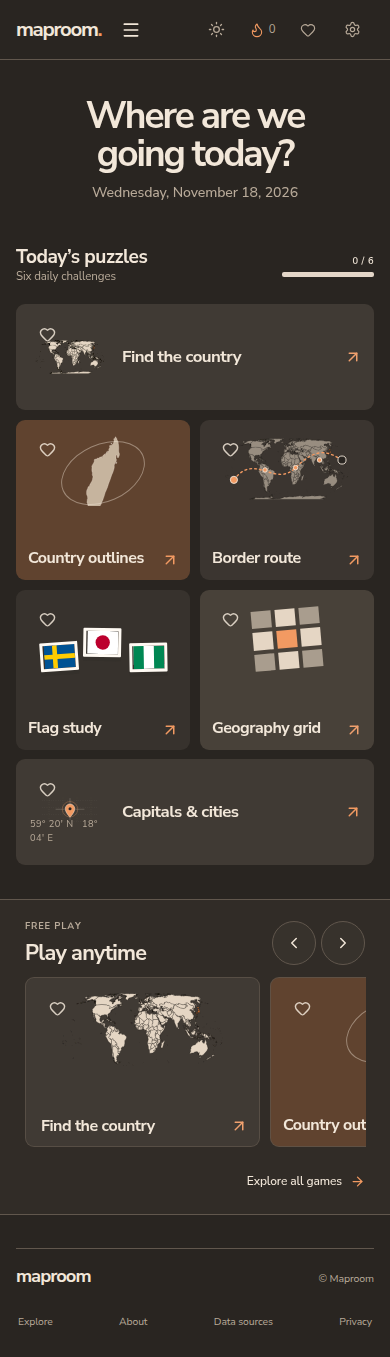 maproom.
0
Where are we
going today?
Wednesday, November 18, 2026
Today's puzzles
0 / 6
Six daily challenges
Find the country
Country outlines
Border route
Flag study
Geography grid
59° 20' N 18°
04' E
Capitals & cities
FREE PLAY
Play anytime
Find the country
Country out
Explore all games
maproom
© Maproom
Explore
About
Data sources
Privacy